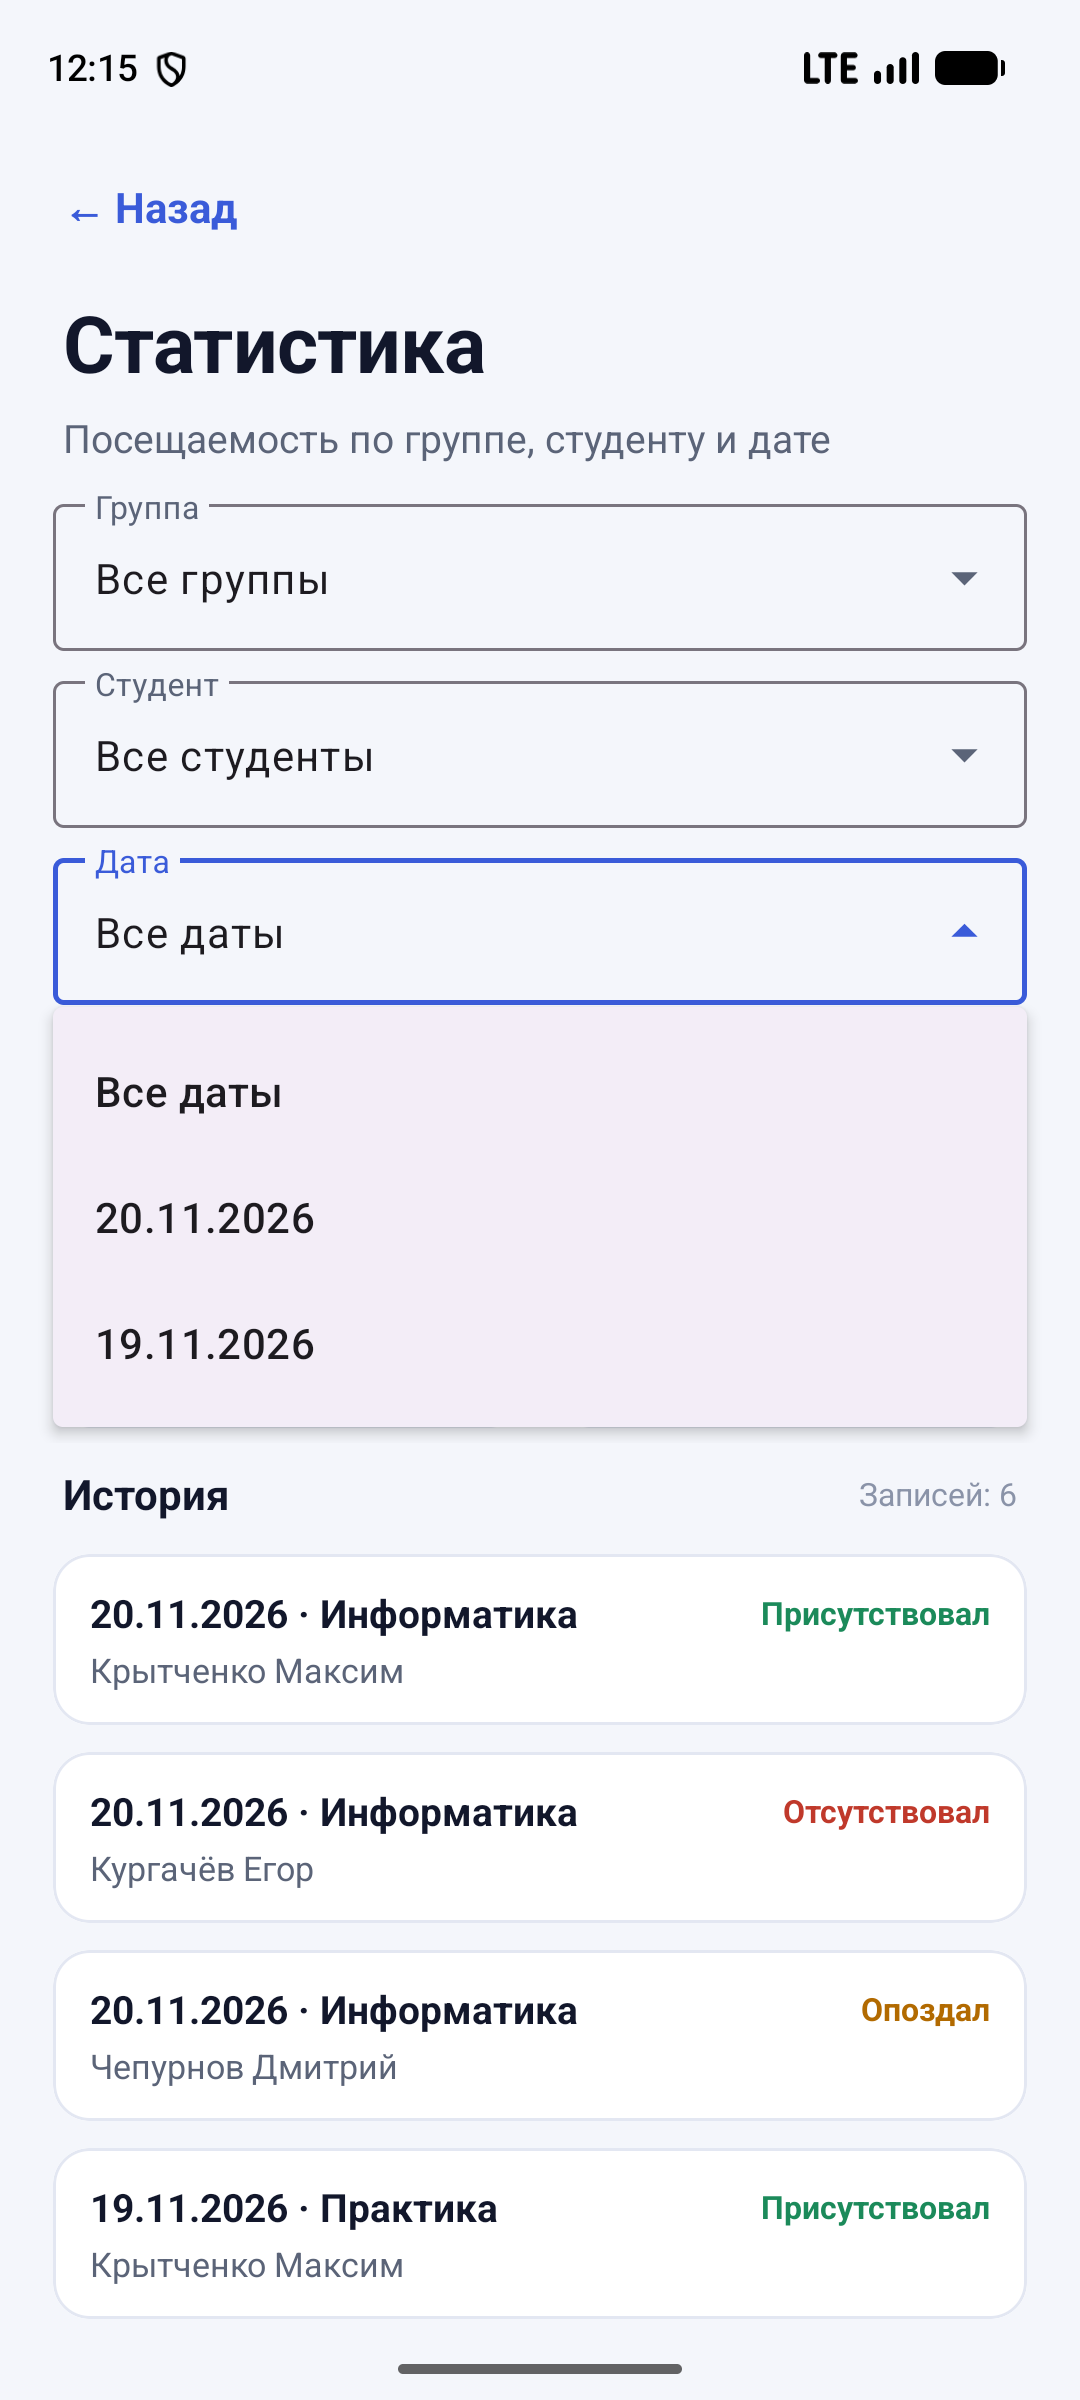 12:15
LTE
← Назад
Статистика
Посещаемость по группе, студенту и дате
Группа
Все группы
Студент
Все студенты
Дата
Все даты
Все даты
20.11.2026
19.11.2026
История
Записей: 6
20.11.2026 · Информатика
Присутствовал
Крытченко Максим
20.11.2026 · Информатика
Отсутствовал
Кургачёв Егор
20.11.2026 · Информатика
Опоздал
Чепурнов Дмитрий
19.11.2026 · Практика
Присутствовал
Крытченко Максим